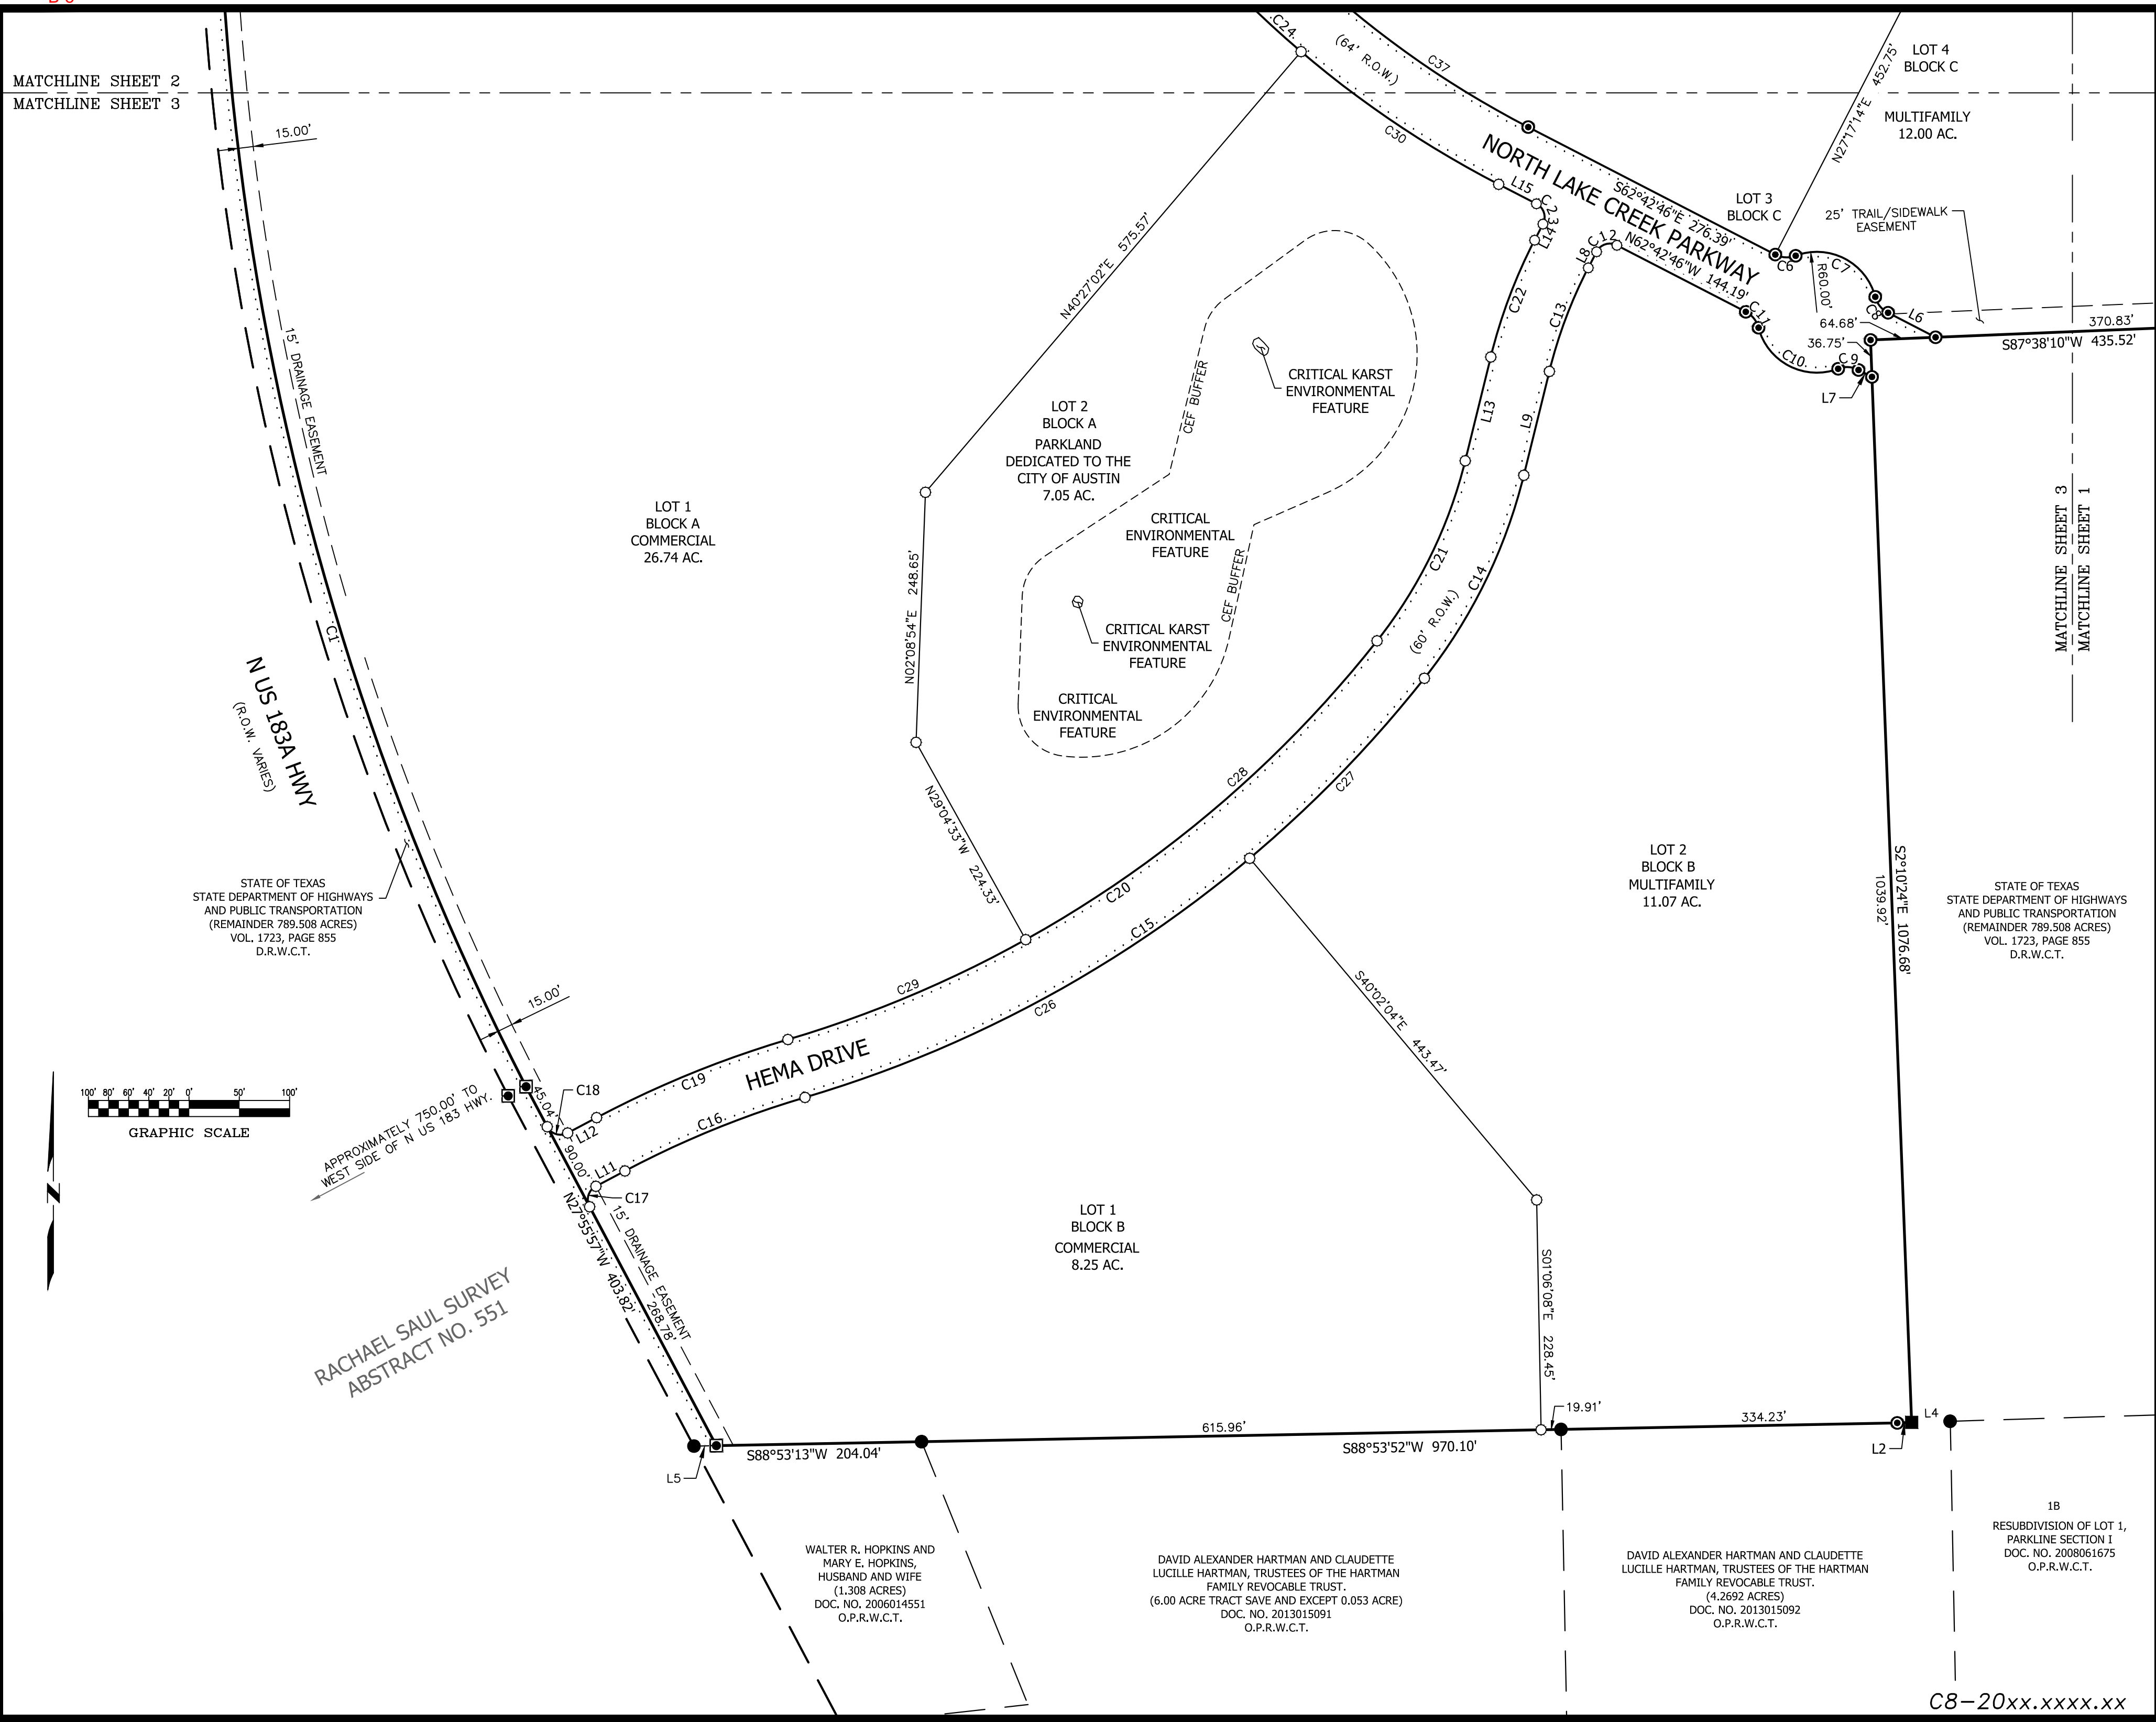 MATCHLINE SHEET 2
MATCHLINE SHEET 3
15.00'
15' DRAINAGE EASEMENT
C1
N US 183A HWY
(R.O.W. VARIES)
STATE OF TEXAS
STATE DEPARTMENT OF HIGHWAYS
AND PUBLIC TRANSPORTATION
(REMAINDER 789.508 ACRES)
VOL. 1723, PAGE 855
D.R.W.C.T.
15.00'
100' 80' 60' 40' 20' 0' 50' 100'
GRAPHIC SCALE
N
APPROXIMATELY 750.00' TO
WEST SIDE OF N US 183 HWY.
RACHAEL SAUL SURVEY
ABSTRACT NO. 551
LOT 1
BLOCK A
COMMERCIAL
26.74 AC.
C24
(64' R.O.W.)
C37
C30
N40°27'02"E 575.57'
N02°08'54"E 248.65'
N29°04'33"W 224.33'
LOT 2
BLOCK A
PARKLAND
DEDICATED TO THE
CITY OF AUSTIN
7.05 AC.
CEF BUFFER
CRITICAL KARST
ENVIRONMENTAL
FEATURE
CRITICAL
ENVIRONMENTAL
FEATURE
CEF BUFFER
CRITICAL KARST
ENVIRONMENTAL
FEATURE
CRITICAL
ENVIRONMENTAL
FEATURE
NORTH LAKE CREEK PARKWAY
S62°42'46"E 276.39'
N62°42'46"W 144.19'
L15
C23
L14
C22
L13
C21
C12
L8
C13
L9
C14
(60' R.O.W.)
C28
C27
C20
C15
C29
C26
C19
C16
HEMA DRIVE
C18
L12
L11
C17
45.04'
90.00'
N27°55'57"W 403.82'
15' DRAINAGE EASEMENT
268.78'
LOT 4
BLOCK C
MULTIFAMILY
12.00 AC.
N27°17'14"E 452.75'
LOT 3
BLOCK C
25' TRAIL/SIDEWALK
EASEMENT
C6
C7
R60.00'
C8
L6
C11
C10
C9
L7
64.68'
36.75'
370.83'
S87°38'10"W 435.52'
MATCHLINE SHEET 3
MATCHLINE SHEET 1
LOT 2
BLOCK B
MULTIFAMILY
11.07 AC.
S2°10'24"E 1076.68'
1039.92'
STATE OF TEXAS
STATE DEPARTMENT OF HIGHWAYS
AND PUBLIC TRANSPORTATION
(REMAINDER 789.508 ACRES)
VOL. 1723, PAGE 855
D.R.W.C.T.
S40°02'04"E 443.47'
LOT 1
BLOCK B
COMMERCIAL
8.25 AC.
S01°06'08"E 228.45'
19.91'
615.96'
334.23'
L4
L2
L5
S88°53'13"W 204.04'
S88°53'52"W 970.10'
WALTER R. HOPKINS AND
MARY E. HOPKINS,
HUSBAND AND WIFE
(1.308 ACRES)
DOC. NO. 2006014551
O.P.R.W.C.T.
DAVID ALEXANDER HARTMAN AND CLAUDETTE
LUCILLE HARTMAN, TRUSTEES OF THE HARTMAN
FAMILY REVOCABLE TRUST.
(6.00 ACRE TRACT SAVE AND EXCEPT 0.053 ACRE)
DOC. NO. 2013015091
O.P.R.W.C.T.
DAVID ALEXANDER HARTMAN AND CLAUDETTE
LUCILLE HARTMAN, TRUSTEES OF THE HARTMAN
FAMILY REVOCABLE TRUST.
(4.2692 ACRES)
DOC. NO. 2013015092
O.P.R.W.C.T.
1B
RESUBDIVISION OF LOT 1,
PARKLINE SECTION I
DOC. NO. 2008061675
O.P.R.W.C.T.
C8-20xx.xxxx.xx